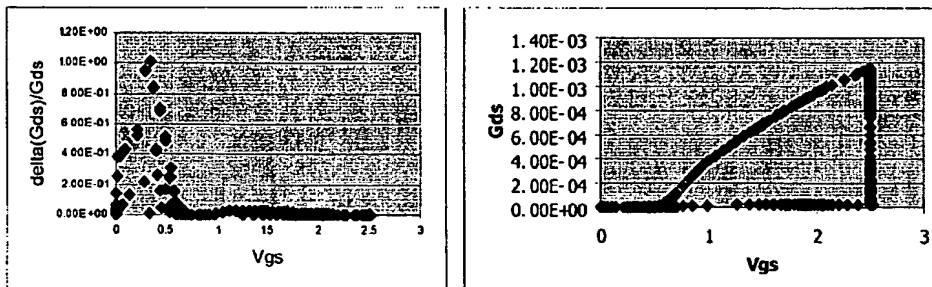 delta(Gds)/Gds
1.20E+00
1.00E+00
8.00E-01
6.00E-01
4.00E-01
2.00E-01
0.00E+00
0 0.5 1 1.5 2 2.5 3
Vgs
Gds
1.40E-03
1.20E-03
1.00E-03
8.00E-04
6.00E-04
4.00E-04
2.00E-04
0.00E+00
0 1 2 3
Vgs